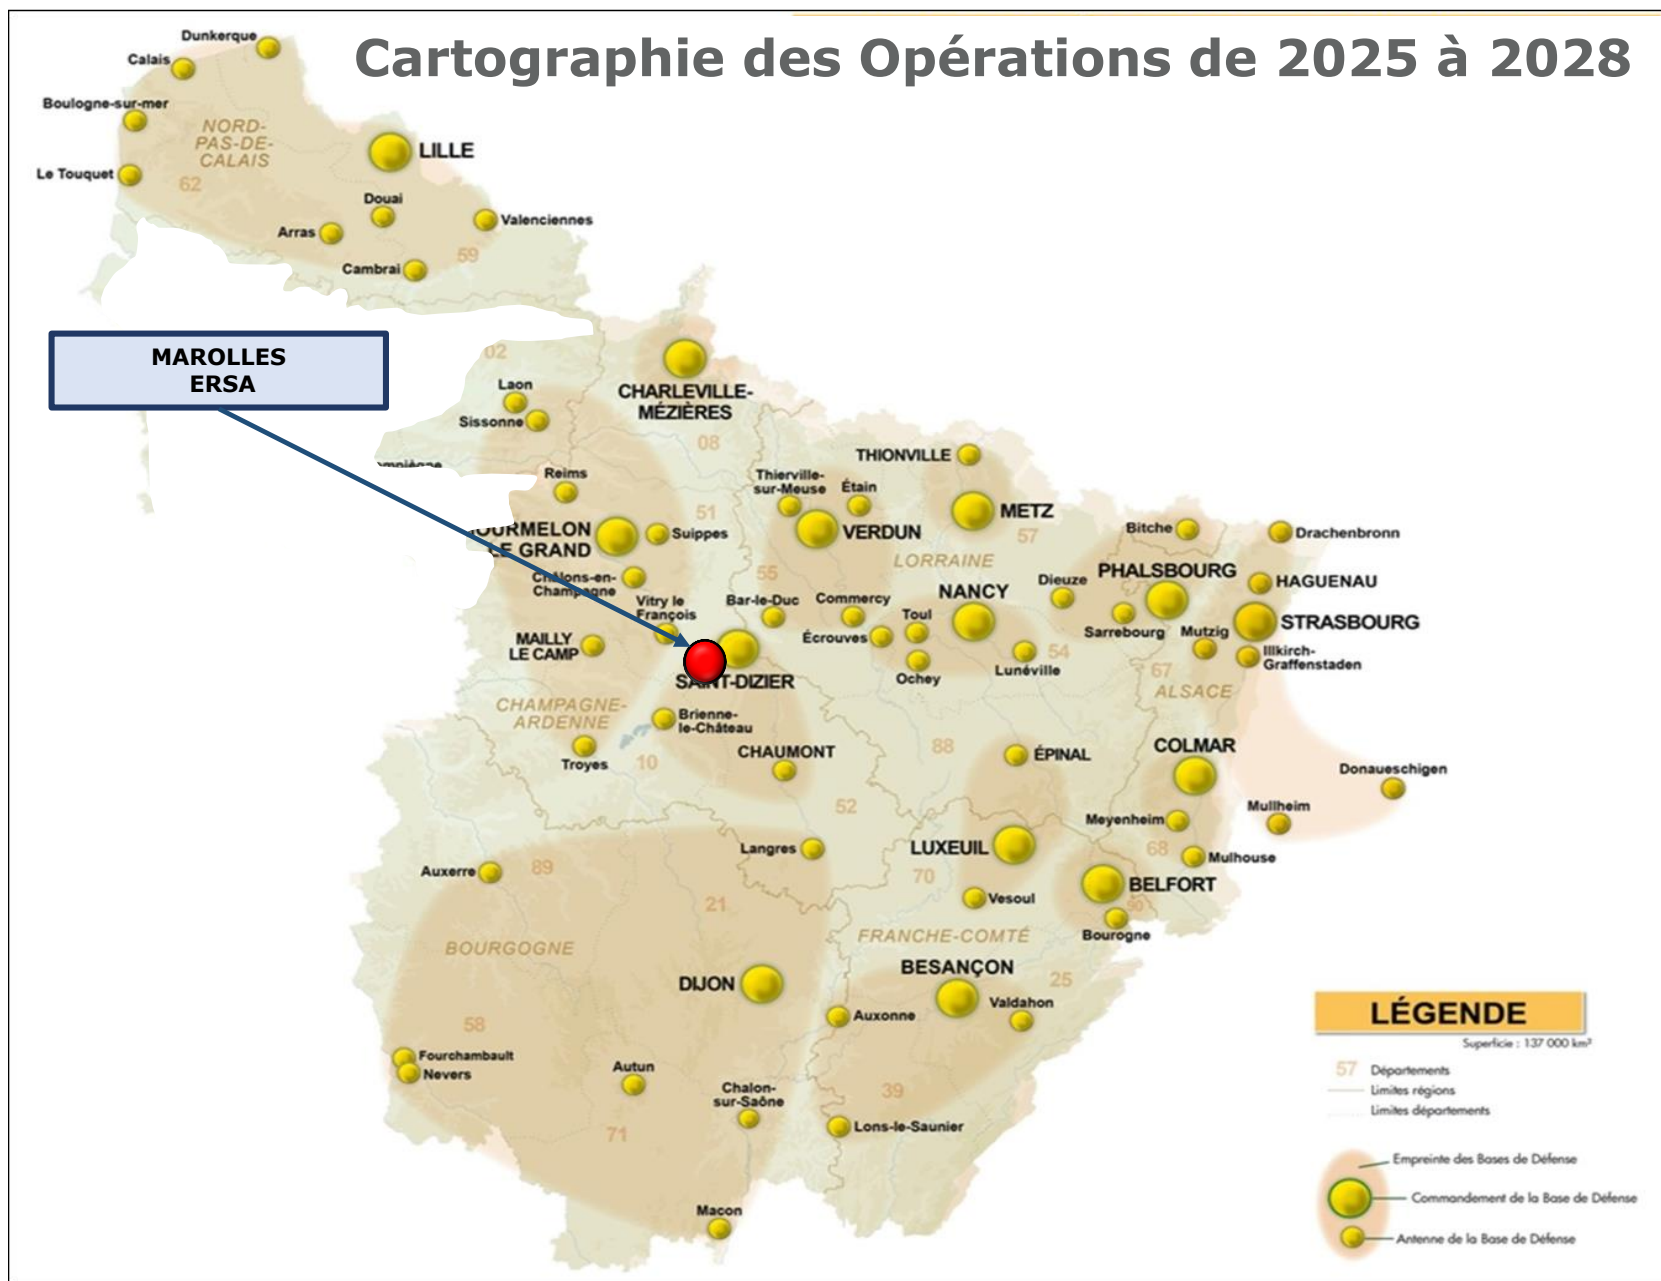 Cartographie des Opérations de 2025 à 2028
Dunkerque
Calais
Boulogne-sur-mer
NORD-
PAS-DE-
CALAIS
LILLE
Le Touquet
62
Douai
Valenciennes
Arras
59
Cambrai
MAROLLES
ERSA
02
Laon
Sissonne
CHARLEVILLE-
MÉZIÈRES
08
Reims
THIONVILLE
Thierville-
sur-Meuse
Étain
METZ
51
OURMELON
LE GRAND
Suippes
VERDUN
57
LORRAINE
Bitche
Drachenbronn
Châlons-en-
Champagne
55
PHALSBOURG
HAGUENAU
Dieuze
NANCY
Vitry le
François
Bar-le-Duc
Commercy
Toul
Écrouves
STRASBOURG
Sarrebourg
Mutzig
MAILLY
LE CAMP
54
Illkirch-
Graffenstaden
Lunéville
67
Ochey
SAINT-DIZIER
ALSACE
CHAMPAGNE-
ARDENNE
Brienne-
le-Château
CHAUMONT
88
ÉPINAL
COLMAR
Troyes
10
Donaueschigen
52
Mullheim
Meyenheim
Langres
LUXEUIL
68
Mulhouse
Auxerre
89
70
BELFORT
Vesoul
90
21
Bourogne
BOURGOGNE
FRANCHE-COMTÉ
BESANÇON
25
DIJON
Valdahon
Auxonne
58
Fourchambault
Nevers
Autun
Chalon-
sur-Saône
39
Lons-le-Saunier
71
Macon
LÉGENDE
Superficie : 137 000 km²
57 Départements
Limites régions
Limites départements
Empreinte des Bases de Défense
Commandement de la Base de Défense
Antenne de la Base de Défense